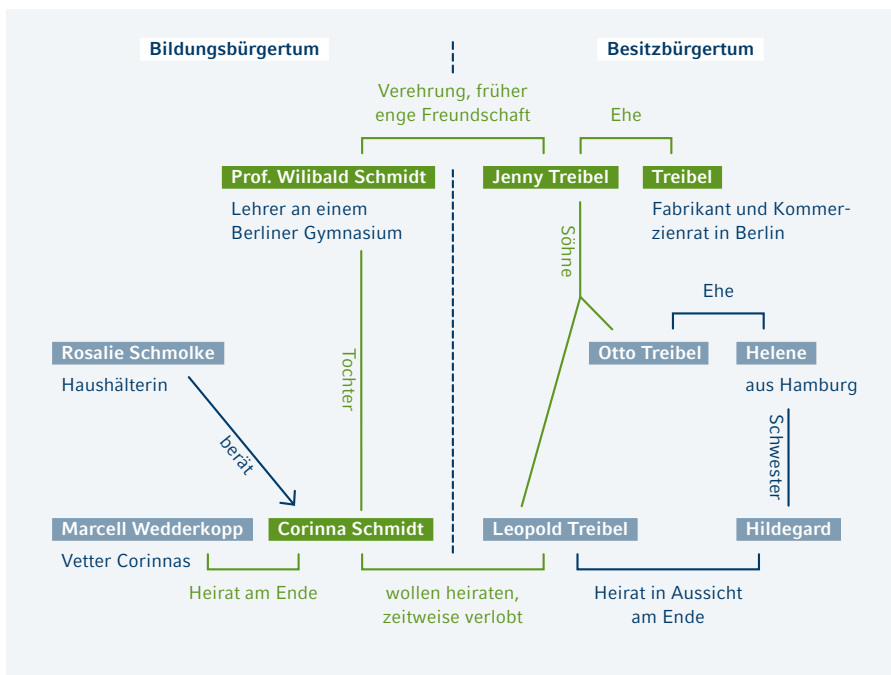 Bildungsbürgertum
Besitzbürgertum
Verehrung, früher
enge Freundschaft
Ehe
Prof. Wilibald Schmidt
Jenny Treibel
Treibel
Lehrer an einem
Berliner Gymnasium
Fabrikant und Kommer-
zienrat in Berlin
Söhne
Ehe
Rosalie Schmolke
Haushälterin
Tochter
Otto Treibel
Helene
aus Hamburg
berät
Schwester
Marcell Wedderkopp
Vetter Corinnas
Corinna Schmidt
Leopold Treibel
Hildegard
Heirat am Ende
wollen heiraten,
zeitweise verlobt
Heirat in Aussicht
am Ende